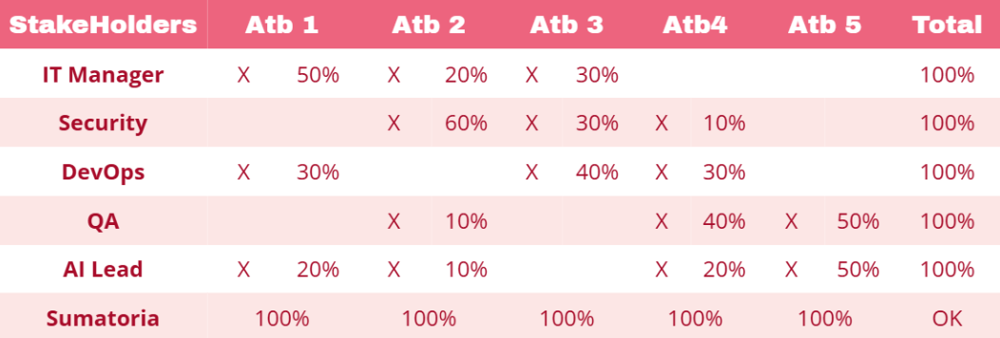 StakeHolders Atb 1 Atb 2 Atb 3 Atb4 Atb 5 Total
IT Manager X 50% X 20% X 30% 100%
Security X 60% X 30% X 10% 100%
DevOps X 30% X 40% X 30% 100%
QA X 10% X 40% X 50% 100%
AI Lead X 20% X 10% X 20% X 50% 100%
Sumatoria 100% 100% 100% 100% 100% OK